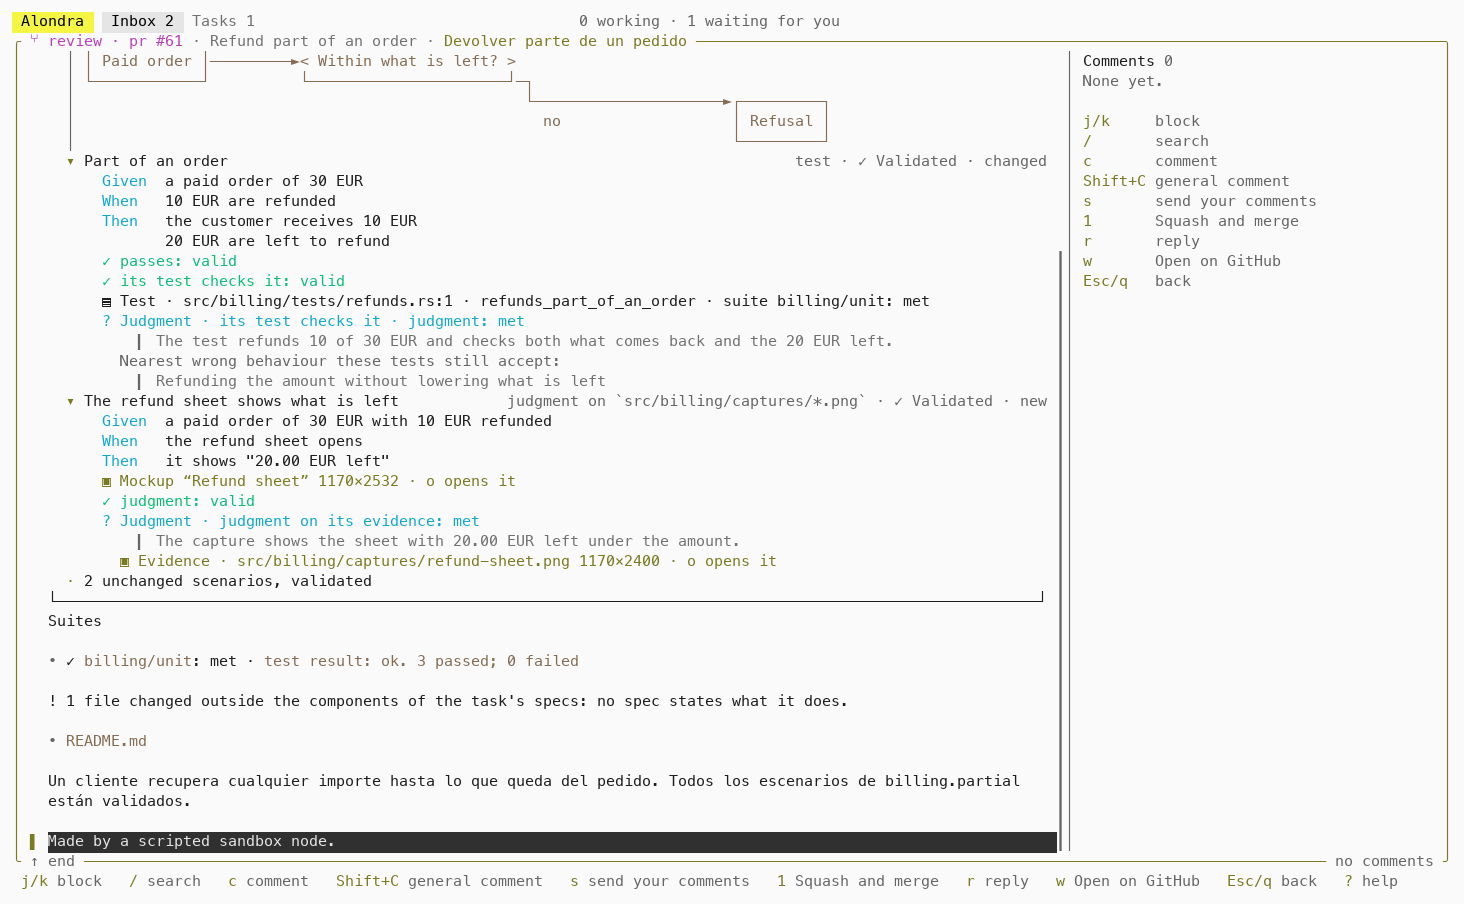 Alondra  Inbox 2  Tasks 1  0 working · 1 waiting for you
review · pr #61 · Refund part of an order · Devolver parte de un pedido
Paid order  < Within what is left? >
no  Refusal
▾ Part of an order  test · ✓ Validated · changed
Given  a paid order of 30 EUR
When  10 EUR are refunded
Then  the customer receives 10 EUR
20 EUR are left to refund
✓ passes: valid
✓ its test checks it: valid
▤ Test · src/billing/tests/refunds.rs:1 · refunds_part_of_an_order · suite billing/unit: met
? Judgment · its test checks it · judgment: met
The test refunds 10 of 30 EUR and checks both what comes back and the 20 EUR left.
Nearest wrong behaviour these tests still accept:
Refunding the amount without lowering what is left
▾ The refund sheet shows what is left  judgment on `src/billing/captures/*.png` · ✓ Validated · new
Given  a paid order of 30 EUR with 10 EUR refunded
When  the refund sheet opens
Then  it shows "20.00 EUR left"
▣ Mockup “Refund sheet” 1170×2532 · o opens it
✓ judgment: valid
? Judgment · judgment on its evidence: met
The capture shows the sheet with 20.00 EUR left under the amount.
▣ Evidence · src/billing/captures/refund-sheet.png 1170×2400 · o opens it
· 2 unchanged scenarios, validated
Suites
• ✓ billing/unit: met · test result: ok. 3 passed; 0 failed
! 1 file changed outside the components of the task's specs: no spec states what it does.
• README.md
Un cliente recupera cualquier importe hasta lo que queda del pedido. Todos los escenarios de billing.partial
están validados.
Made by a scripted sandbox node.
Comments 0
None yet.
j/k  block
/  search
c  comment
Shift+C  general comment
s  send your comments
1  Squash and merge
r  reply
w  Open on GitHub
Esc/q  back
↑ end  no comments
j/k block  / search  c comment  Shift+C general comment  s send your comments  1 Squash and merge  r reply  w Open on GitHub  Esc/q back  ? help